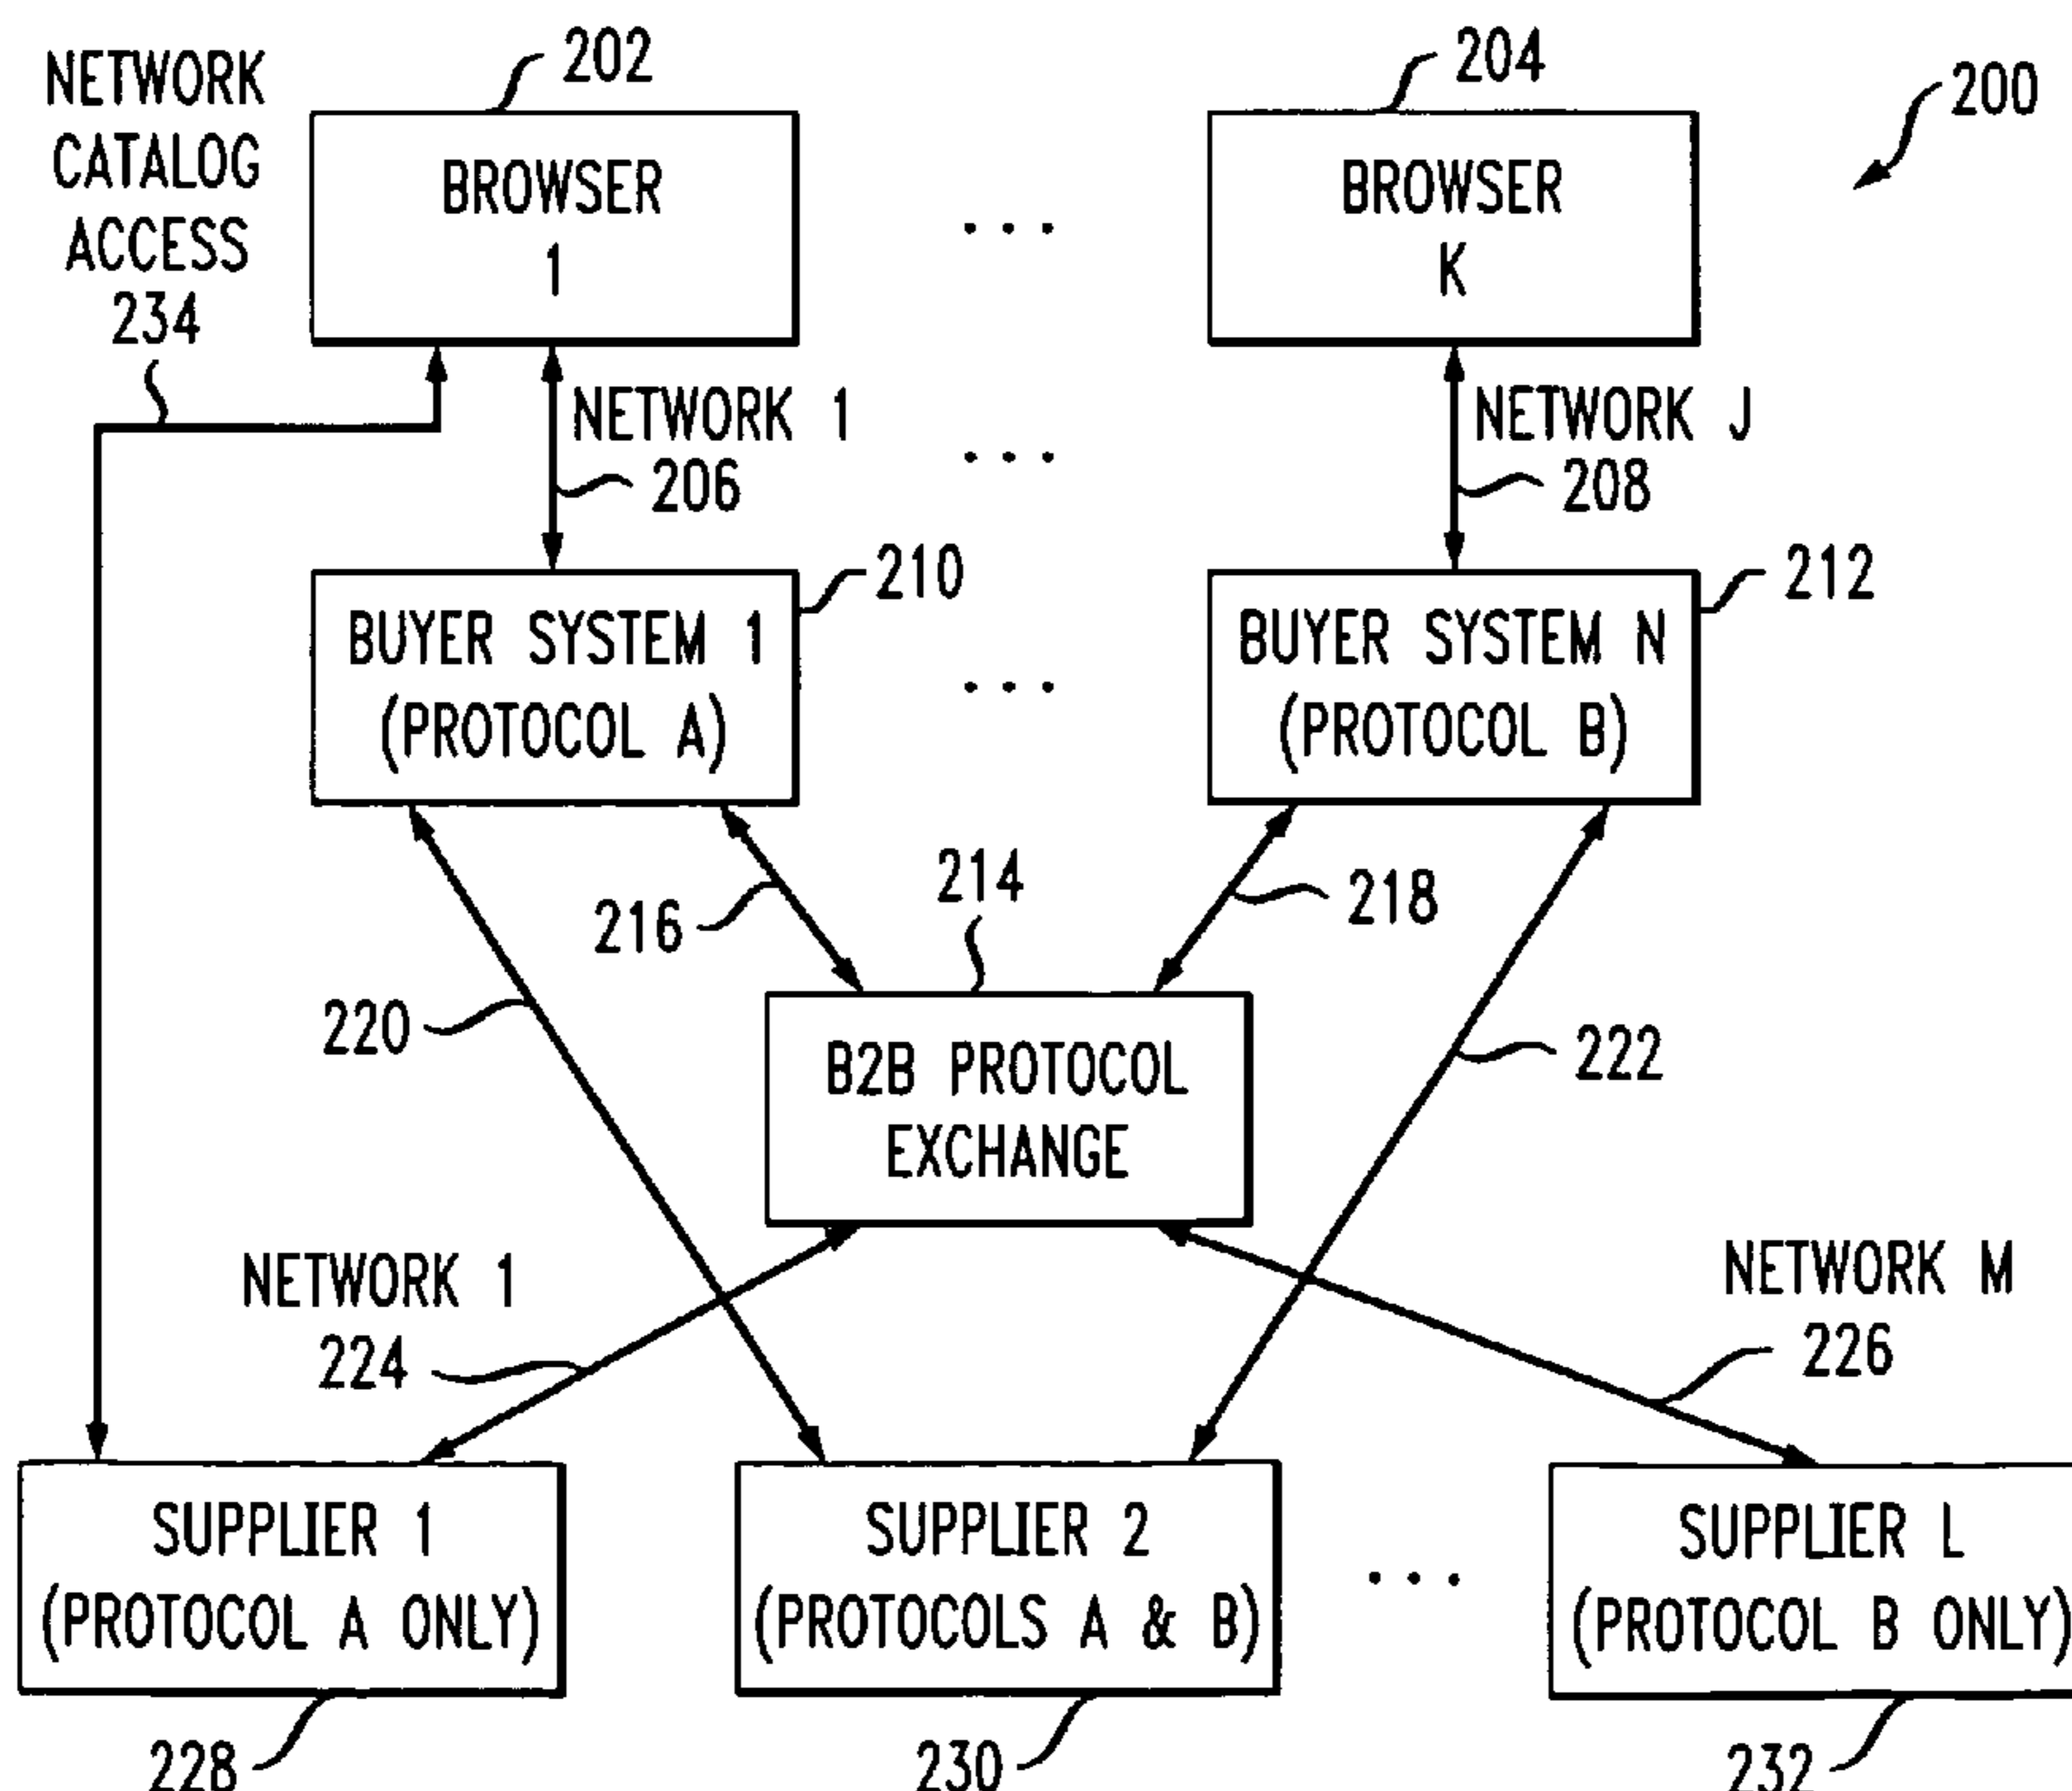 NETWORK
CATALOG
ACCESS
234
202
204
200
BROWSER
1
. . .
BROWSER
K
NETWORK 1
206
. . .
NETWORK J
208
210
212
BUYER SYSTEM 1
(PROTOCOL A)
. . .
BUYER SYSTEM N
(PROTOCOL B)
216
214
218
220
222
B2B PROTOCOL
EXCHANGE
NETWORK 1
224
NETWORK M
226
SUPPLIER 1
(PROTOCOL A ONLY)
SUPPLIER 2
(PROTOCOLS A & B)
. . .
SUPPLIER L
(PROTOCOL B ONLY)
228
230
232